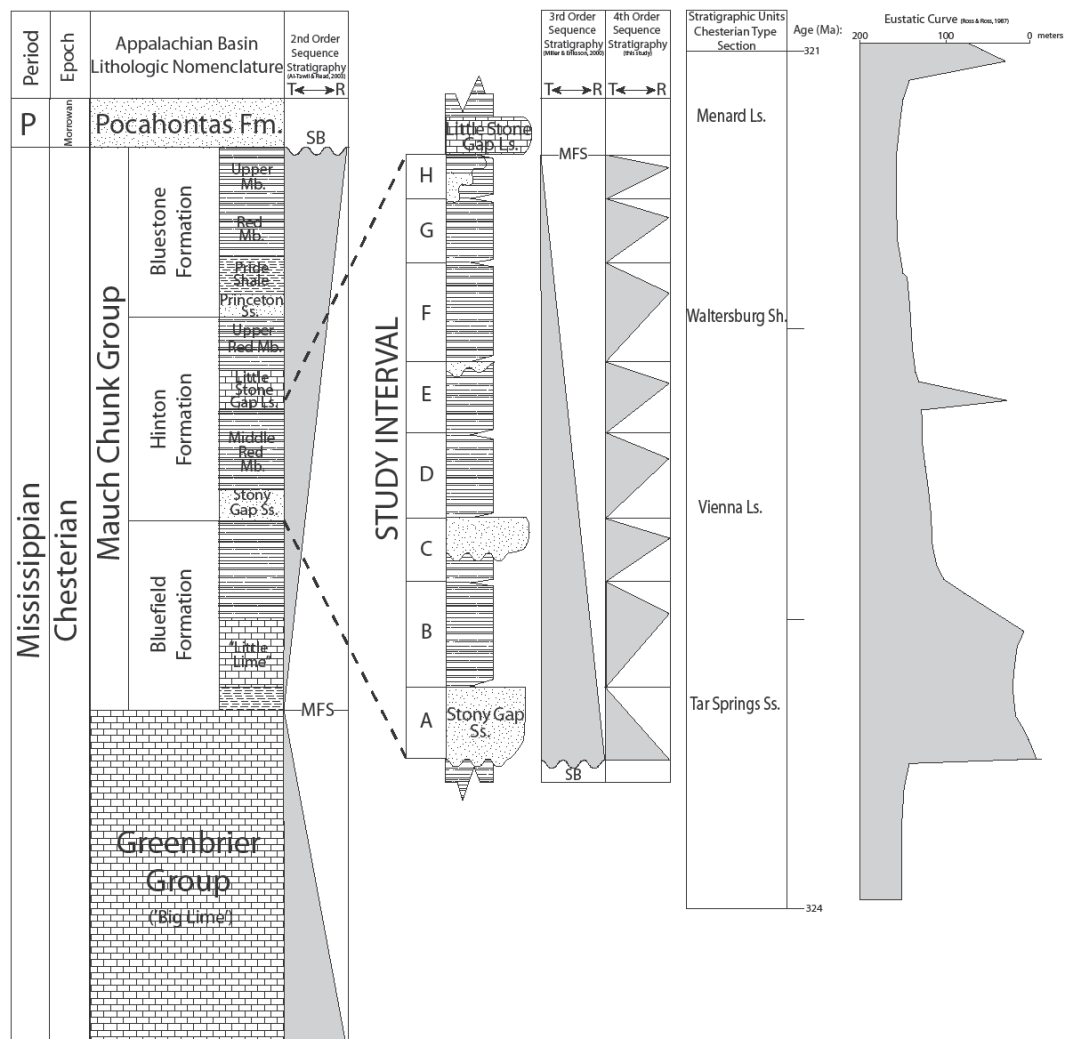 Period
Epoch
Appalachian Basin
Lithologic Nomenclature
2nd Order
Sequence
Stratigraphy
(Al-Tawil & Read, 2003)
T R
P
Morrowan
Pocahontas Fm.
SB
Mississippian
Chesterian
Mauch Chunk Group
Bluestone
Formation
Upper
Mb.
Red
Mb.
Pride
Shale
Princeton
Ss.
Hinton
Formation
Upper
Red Mb.
Little
Stone
Gap Ls.
Middle
Red
Mb.
Stony
Gap Ss.
Bluefield
Formation
"Little
Lime"
MFS
Greenbrier
Group
('Big Lime')
STUDY INTERVAL
Little Stone
Gap Ls.
H
G
F
E
D
C
B
A
Stony Gap
Ss.
3rd Order
Sequence
Stratigraphy
(Miller & Eriksson, 2000)
T R
MFS
SB
4th Order
Sequence
Stratigraphy
(this study)
T R
Stratigraphic Units
Chesterian Type
Section
Menard Ls.
Waltersburg Sh.
Vienna Ls.
Tar Springs Ss.
Age (Ma):
321
324
Eustatic Curve (Ross & Ross, 1987)
200 0 meters